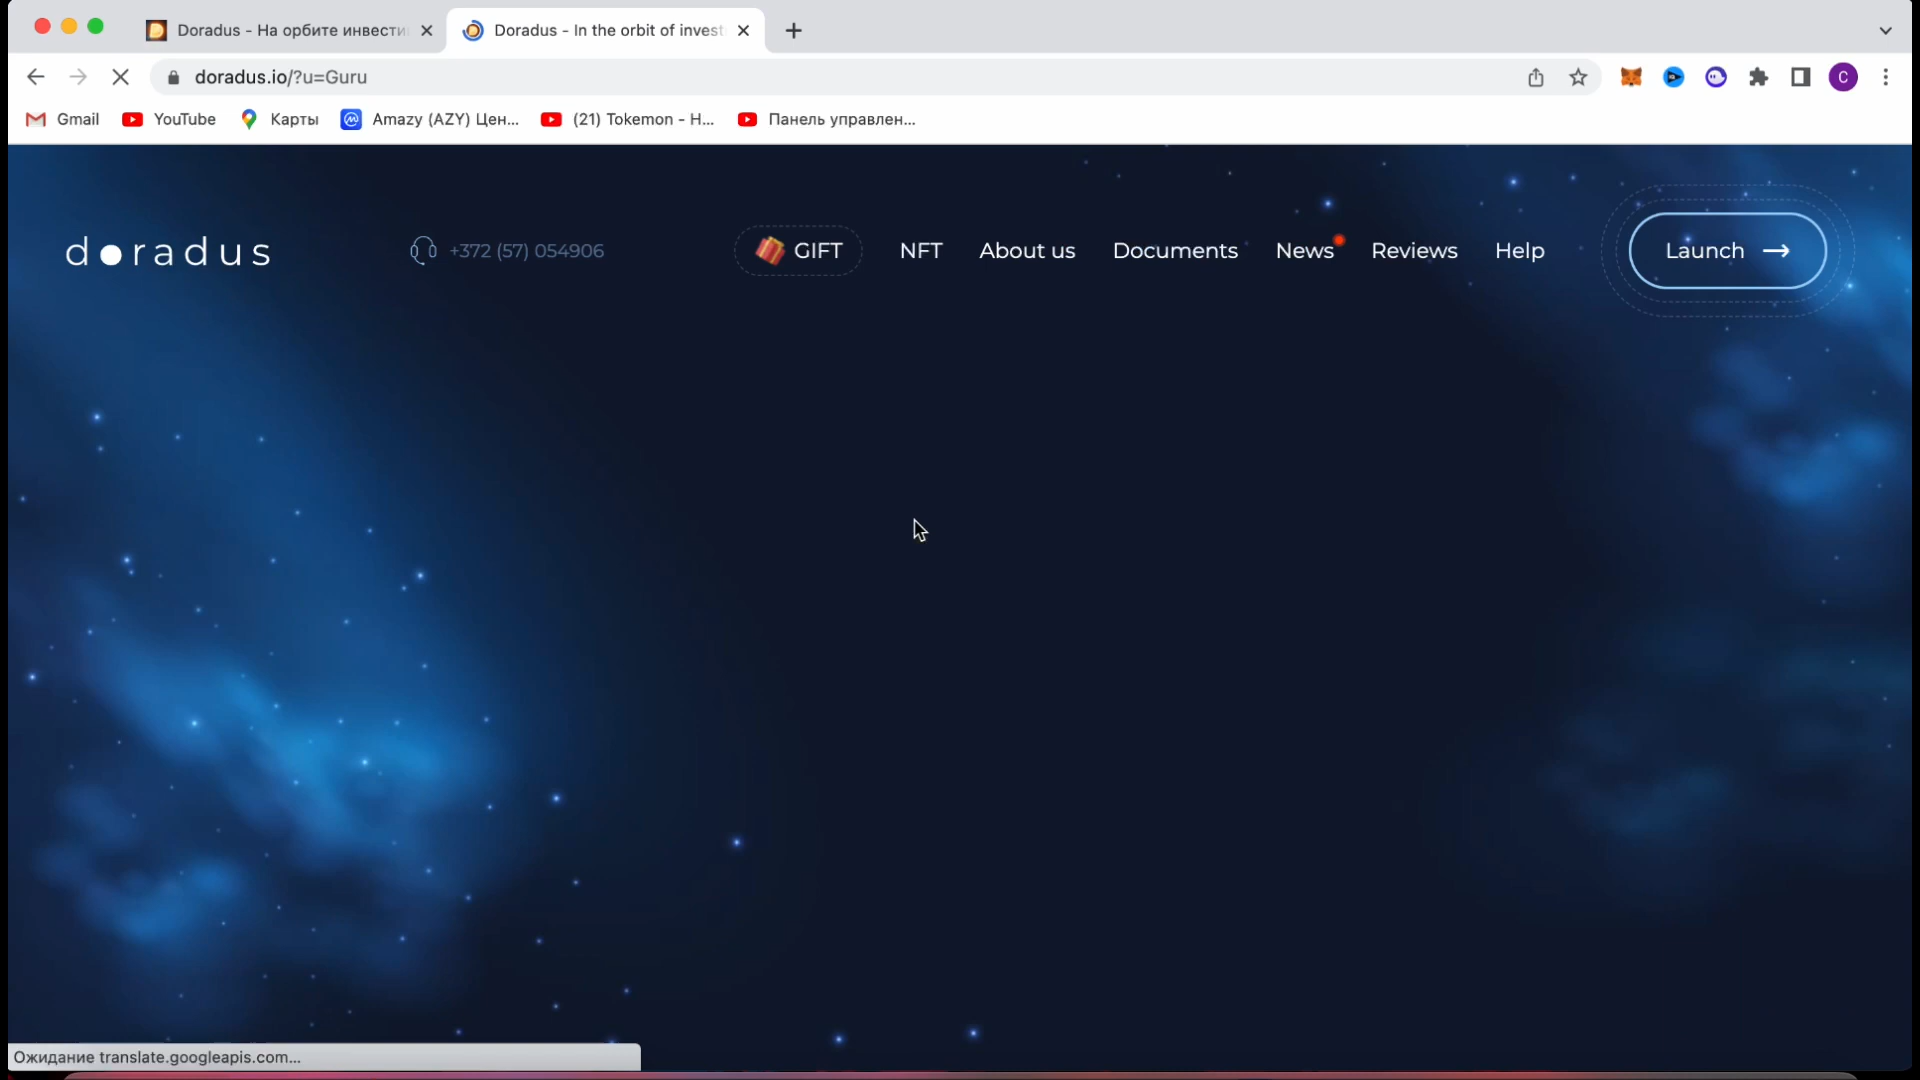 Doradus - На орбите инвести
Doradus - In the orbit of invest
doradus.io/?u=Guru
C
Gmail
YouTube
Карты
Amazy (AZY) Цен...
(21) Tokemon - Н...
Панель управлен...
doradus
+372 (57) 054906
GIFT
NFT
About us
Documents
News
Reviews
Help
Launch
Ожидание translate.googleapis.com...